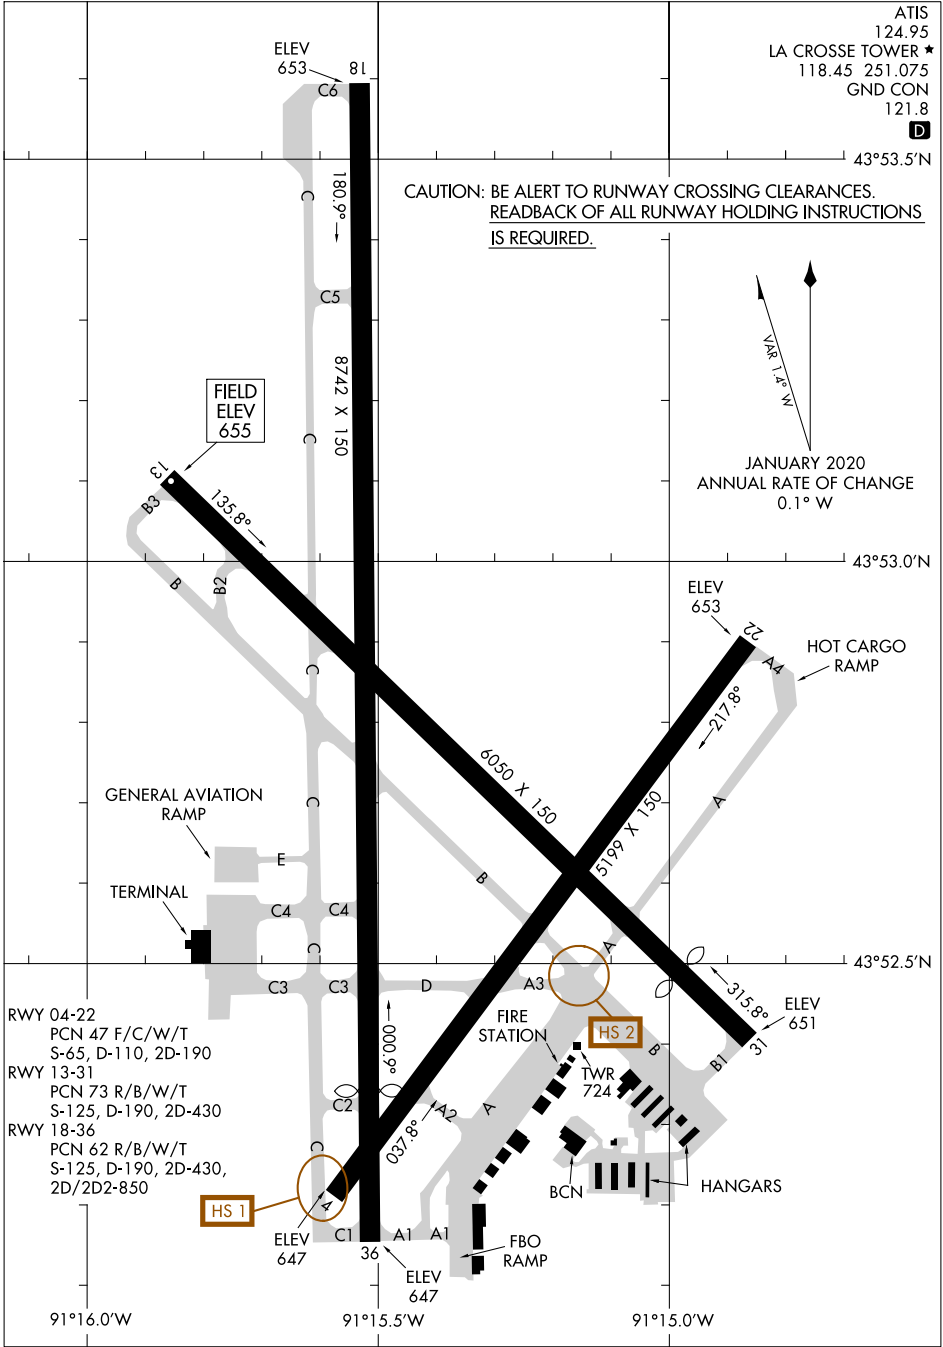 ATIS
124.95
LA CROSSE TOWER ★
118.45 251.075
GND CON
121.8
D
ELEV
653
18
C6
43°53.5'N
CAUTION: BE ALERT TO RUNWAY CROSSING CLEARANCES.
READBACK OF ALL RUNWAY HOLDING INSTRUCTIONS
IS REQUIRED.
C
180.9°
C5
VAR 1.4° W
8742 X 150
FIELD
ELEV
655
C
JANUARY 2020
ANNUAL RATE OF CHANGE
0.1° W
13
B3
135.8°
43°53.0'N
B
B2
ELEV
653
22
HOT CARGO
RAMP
A4
C
217.8°
6050 X 150
GENERAL AVIATION
RAMP
C
A
5199 X 150
E
B
TERMINAL
C4
C4
C
A
43°52.5'N
C3
C3
D
A3
315.8°
ELEV
651
31
RWY 04-22
PCN 47 F/C/W/T
S-65, D-110, 2D-190
RWY 13-31
PCN 73 R/B/W/T
S-125, D-190, 2D-430
RWY 18-36
PCN 62 R/B/W/T
S-125, D-190, 2D-430,
2D/2D2-850
000.9°
FIRE
STATION
HS 2
B
B1
TWR
724
C2
A2
A
037.8°
C
BCN
HANGARS
HS 1
4
ELEV
647
C1
36
A1
A1
FBO
RAMP
ELEV
647
91°16.0'W
91°15.5'W
91°15.0'W